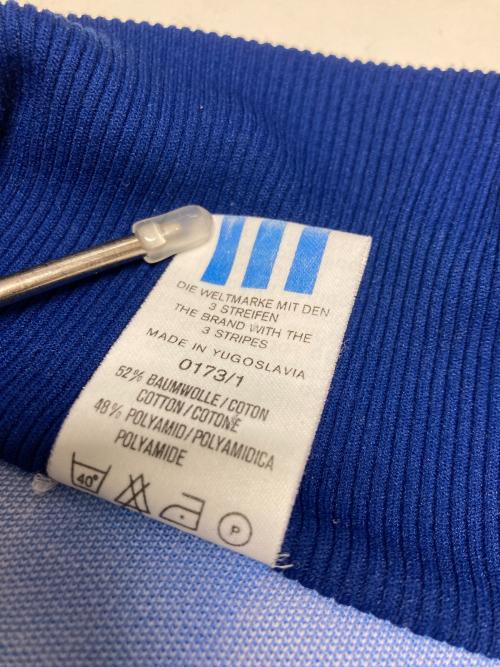 DIE WELTMARKE MIT DEN
3 STREIFEN
THE BRAND WITH THE
3 STRIPES
MADE IN YUGOSLAVIA
0173/1
52% BAUMWOLLE/COTON
COTTON/COTONE
48% POLYAMID/POLYAMIDICA
POLYAMIDE
40° P